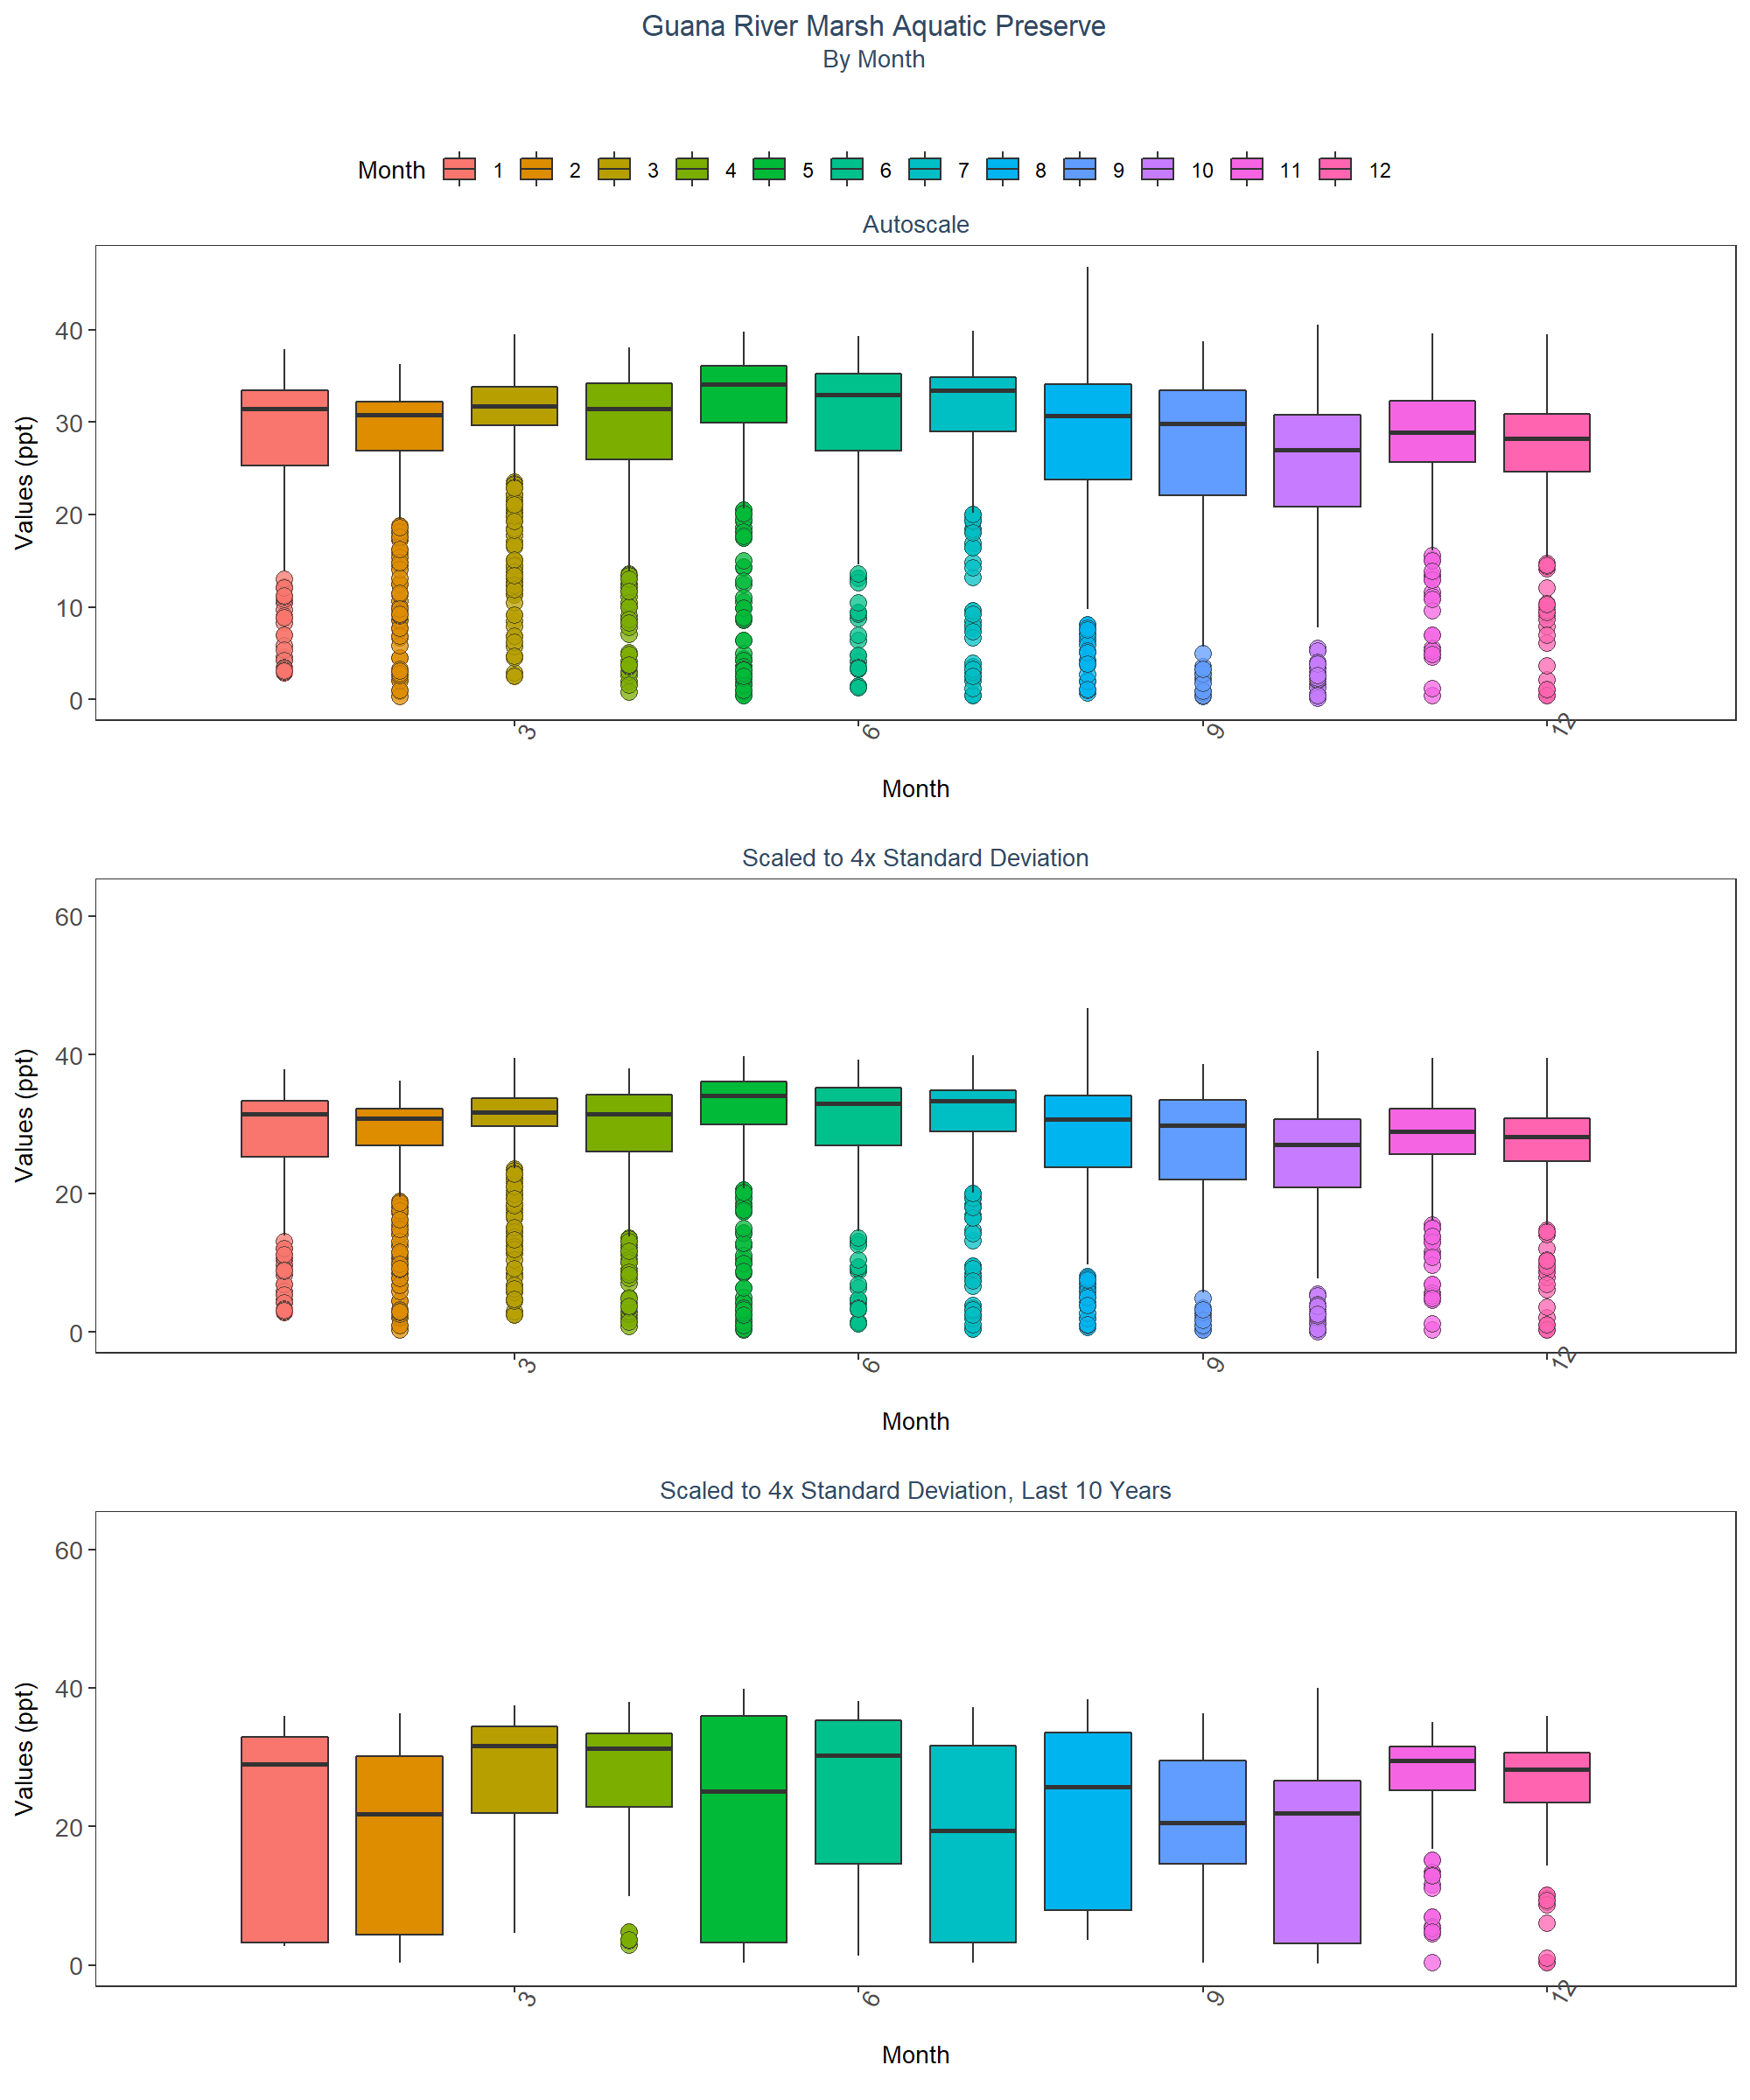 Guana River Marsh Aquatic Preserve
By Month
Month 1 2 3 4 5 6 7 8 9 10 11 12
Autoscale
Values (ppt)
40
30
20
10
0
3 6 9 12
Month
Scaled to 4x Standard Deviation
Values (ppt)
60
40
20
0
3 6 9 12
Month
Scaled to 4x Standard Deviation, Last 10 Years
Values (ppt)
60
40
20
0
3 6 9 12
Month